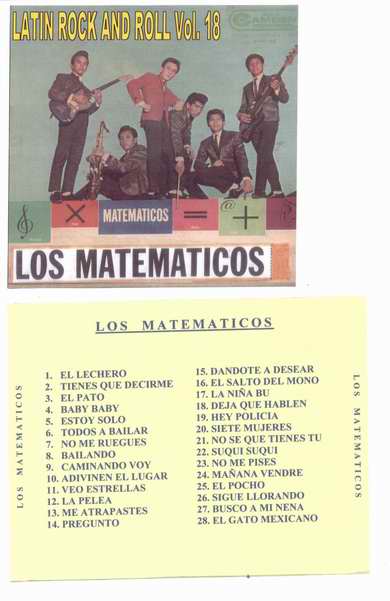 LATIN ROCK AND ROLL Vol. 18
CAMDEN
MATEMATICOS
LOS MATEMATICOS
LOS MATEMATICOS
1. EL LECHERO
2. TIENES QUE DECIRME
3. EL PATO
4. BABY BABY
5. ESTOY SOLO
6. TODOS A BAILAR
7. NO ME RUEGUES
8. BAILANDO
9. CAMINANDO VOY
10. ADIVINEN EL LUGAR
11. VEO ESTRELLAS
12. LA PELEA
13. ME ATRAPASTES
14. PREGUNTO
15. DANDOTE A DESEAR
16. EL SALTO DEL MONO
17. LA NIÑA BU
18. DEJA QUE HABLEN
19. HEY POLICIA
20. SIETE MUJERES
21. NO SE QUE TIENES TU
22. SUQUI SUQUI
23. NO ME PISES
24. MAÑANA VENDRE
25. EL POCHO
26. SIGUE LLORANDO
27. BUSCO A MI NENA
28. EL GATO MEXICANO
LOS MATEMATICOS
LOS MATEMATICOS